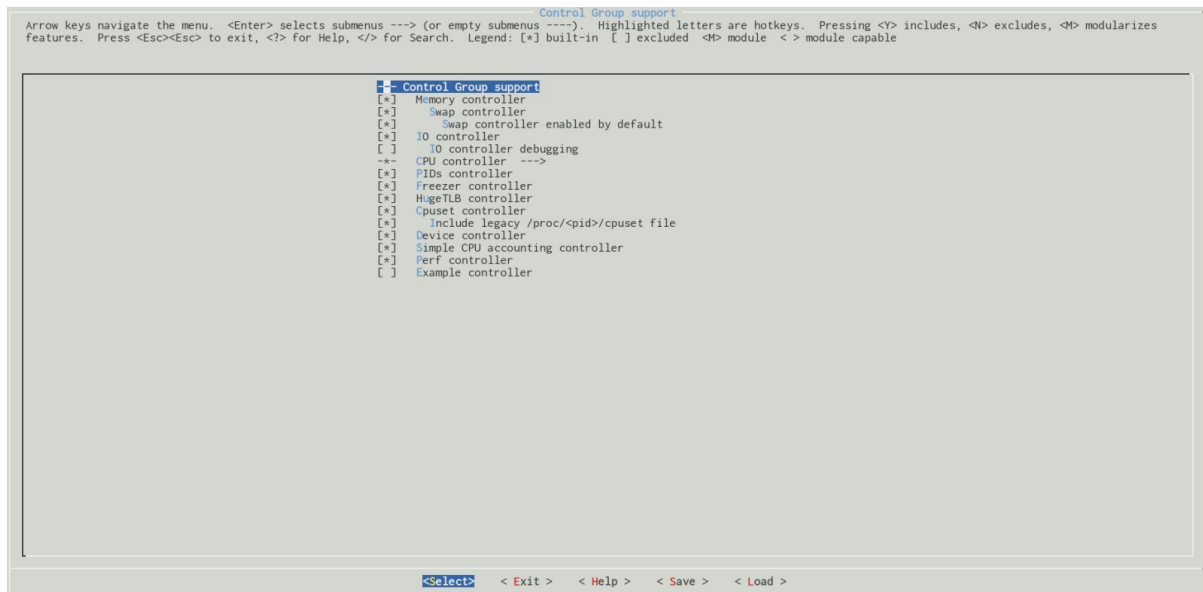 Control Group support
Arrow keys navigate the menu.  <Enter> selects submenus ---> (or empty submenus ----).  Highlighted letters are hotkeys.  Pressing <Y> includes, <N> excludes, <M> modularizes
features.  Press <Esc><Esc> to exit, <?> for Help, </> for Search.  Legend: [*] built-in  [ ] excluded  <M> module  < > module capable
--- Control Group support
[*]   Memory controller
[*]     Swap controller
[*]       Swap controller enabled by default
[*]   IO controller
[ ]     IO controller debugging
-*-   CPU controller  --->
[*]   PIDs controller
[*]   Freezer controller
[*]   HugeTLB controller
[*]   Cpuset controller
[*]     Include legacy /proc/<pid>/cpuset file
[*]   Device controller
[*]   Simple CPU accounting controller
[*]   Perf controller
[ ]   Example controller
<Select>    < Exit >    < Help >    < Save >    < Load >